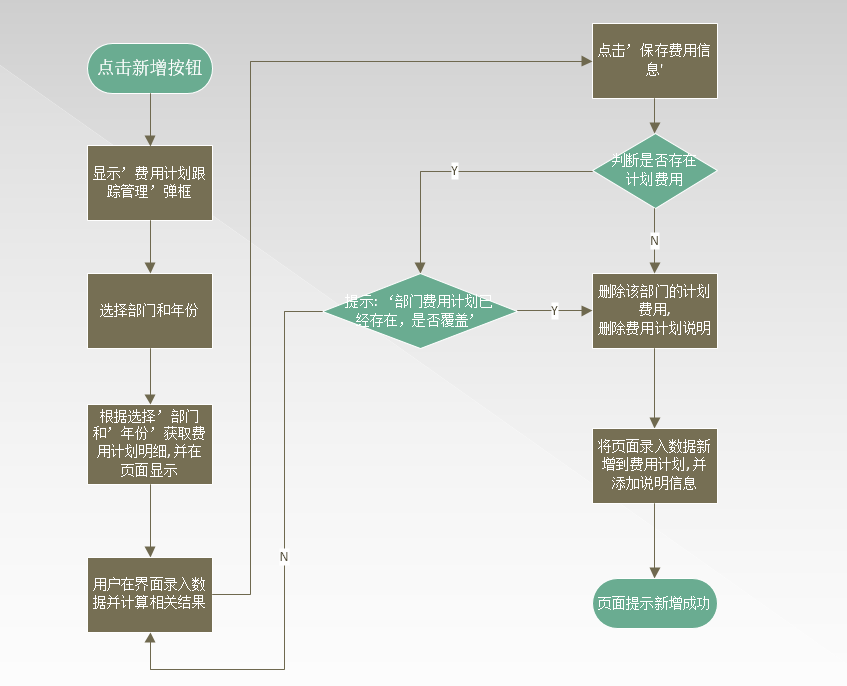 点击新增按钮
显示’费用计划跟
踪管理’弹框
选择部门和年份
根据选择’部门
和’年份’获取费
用计划明细,并在
页面显示
用户在界面录入数
据并计算相关结果
点击’保存费用信
息'
判断是否存在
计划费用
Y
N
提示:‘部门费用计划已
经存在，是否覆盖’
Y
N
删除该部门的计划
费用,
删除费用计划说明
将页面录入数据新
增到费用计划,并
添加说明信息
页面提示新增成功